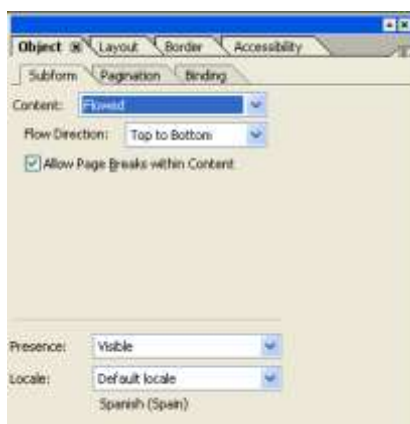 Object Layout Border Accessibility
Subform Pagination Binding
Content: Flowed
Flow Direction: Top to Bottom
Allow Page Breaks within Content
Presence: Visible
Locale: Default locale
Spanish (Spain)